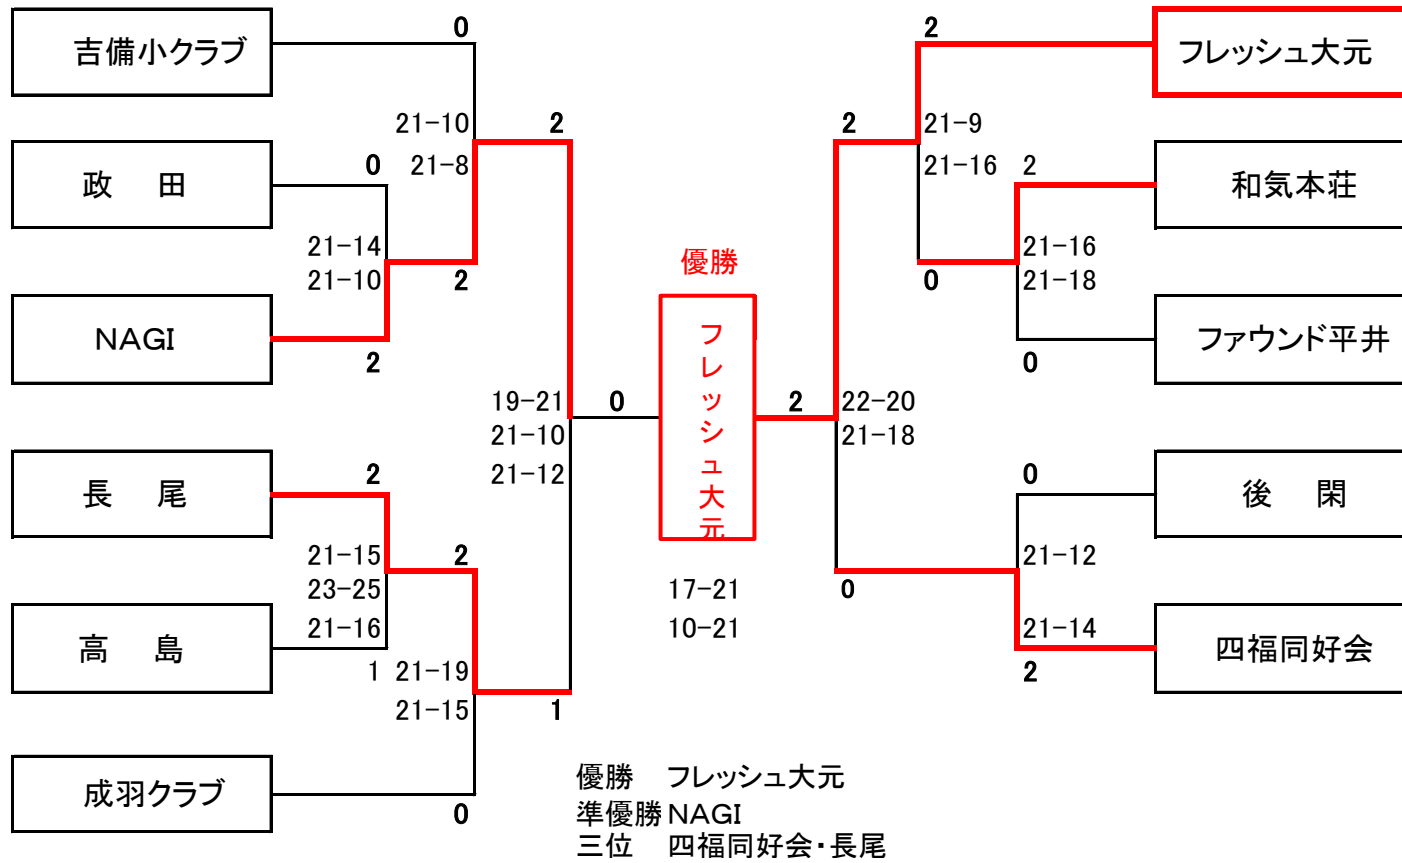 吉備小クラブ
0
21-10
21-8
2
政 田
0
21-14
21-10
2
NAGI
2
長 尾
2
21-15
23-25
21-16
2
高 島
1
21-19
21-15
1
成羽クラブ
0
19-21
21-10
21-12
0
優勝
フレッシュ大元
17-21
10-21
2
22-20
21-18
2
2
フレッシュ大元
21-9
21-16
2
和気本荘
0
21-16
21-18
ファウンド平井
0
0
後 閑
21-12
21-14
0
四福同好会
2
優勝 フレッシュ大元
準優勝 NAGI
三位 四福同好会・長尾